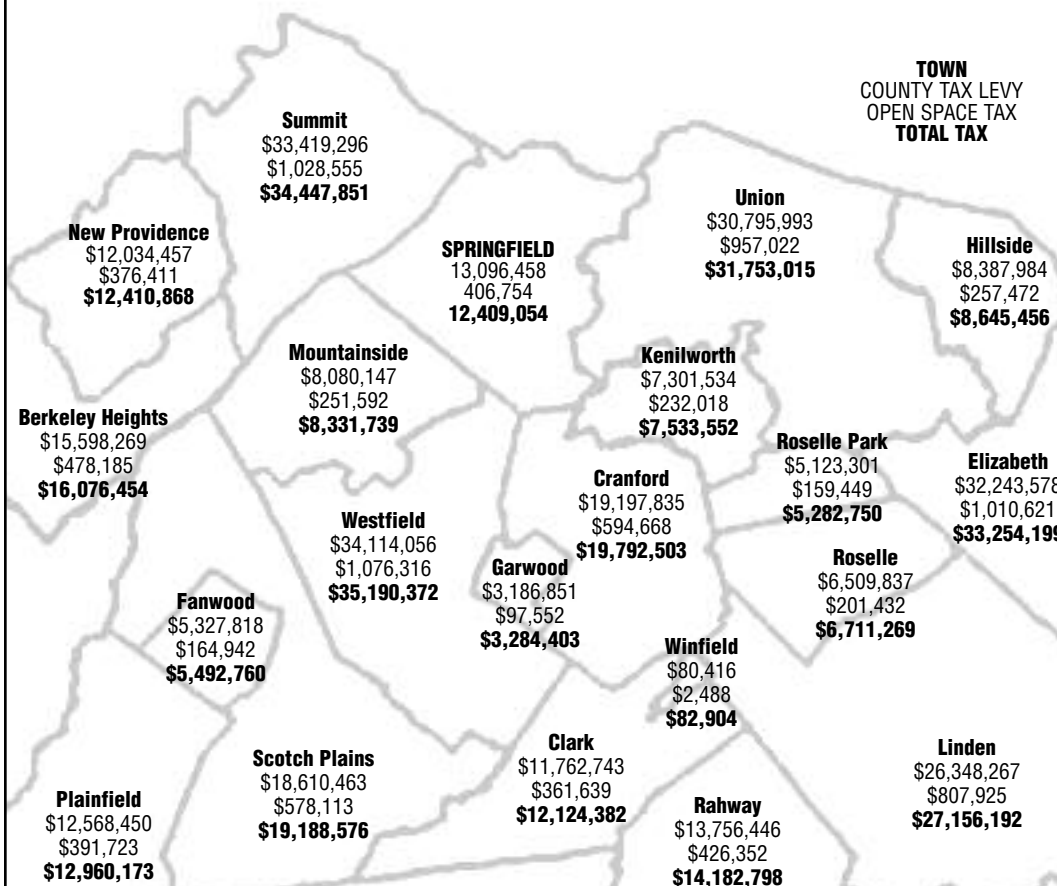 TOWN
COUNTY TAX LEVY
OPEN SPACE TAX
TOTAL TAX
Summit
$33,419,296
$1,028,555
$34,447,851
New Providence
$12,034,457
$376,411
$12,410,868
SPRINGFIELD
13,096,458
406,754
12,409,054
Union
$30,795,993
$957,022
$31,753,015
Hillside
$8,387,984
$257,472
$8,645,456
Mountainside
$8,080,147
$251,592
$8,331,739
Kenilworth
$7,301,534
$232,018
$7,533,552
Berkeley Heights
$15,598,269
$478,185
$16,076,454
Roselle Park
$5,123,301
$159,449
$5,282,750
Elizabeth
$32,243,578
$1,010,621
$33,254,199
Cranford
$19,197,835
$594,668
$19,792,503
Westfield
$34,114,056
$1,076,316
$35,190,372
Garwood
$3,186,851
$97,552
$3,284,403
Roselle
$6,509,837
$201,432
$6,711,269
Fanwood
$5,327,818
$164,942
$5,492,760
Winfield
$80,416
$2,488
$82,904
Clark
$11,762,743
$361,639
$12,124,382
Linden
$26,348,267
$807,925
$27,156,192
Scotch Plains
$18,610,463
$578,113
$19,188,576
Plainfield
$12,568,450
$391,723
$12,960,173
Rahway
$13,756,446
$426,352
$14,182,798